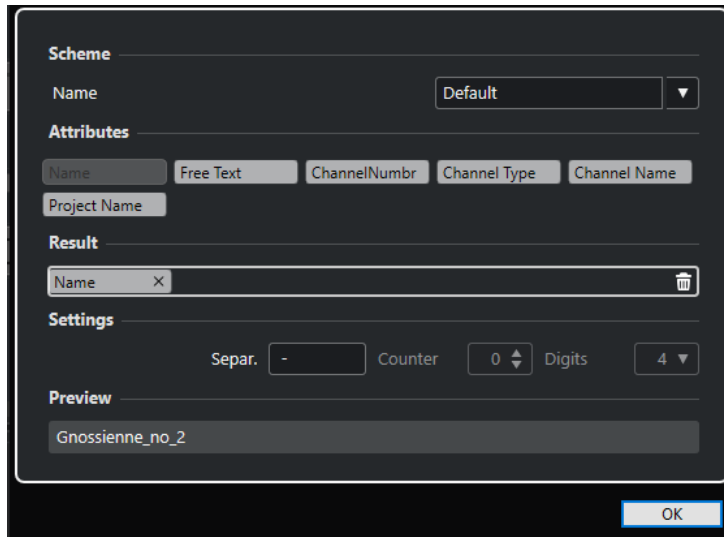 Scheme
Name Default
Attributes
Name Free Text ChannelNumbr Channel Type Channel Name
Project Name
Result
Name
Settings
Separ. - Counter 0 Digits 4
Preview
Gnossienne_no_2
OK